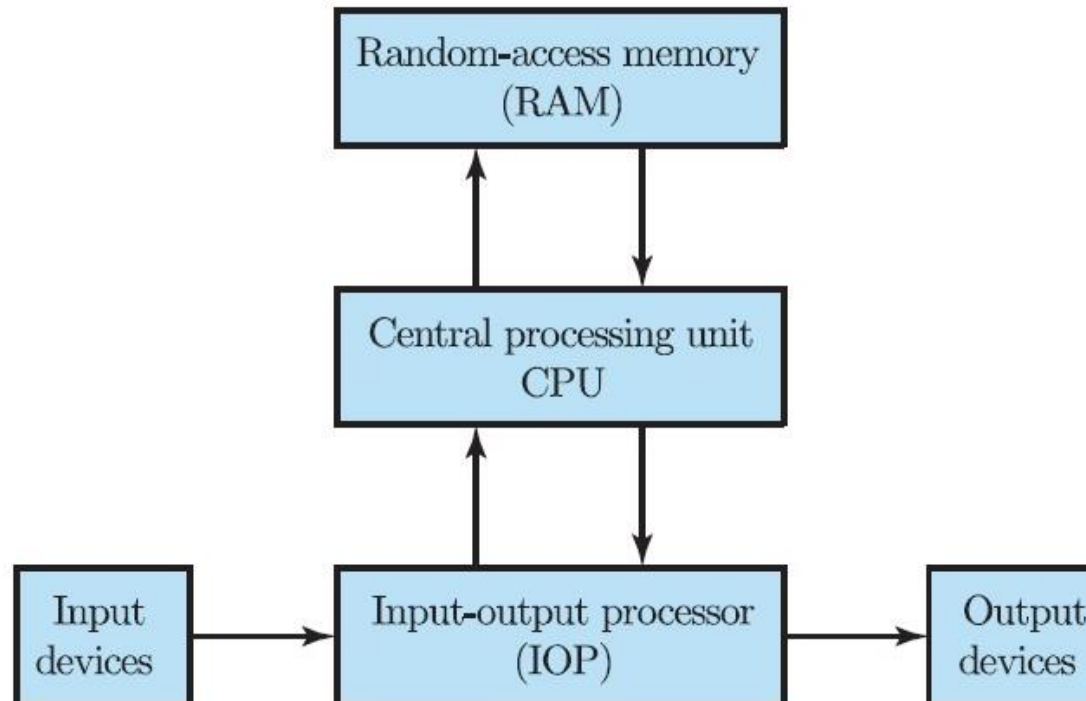 Random-access memory
(RAM)
Central processing unit
CPU
Input
devices
Input-output processor
(IOP)
Output
devices